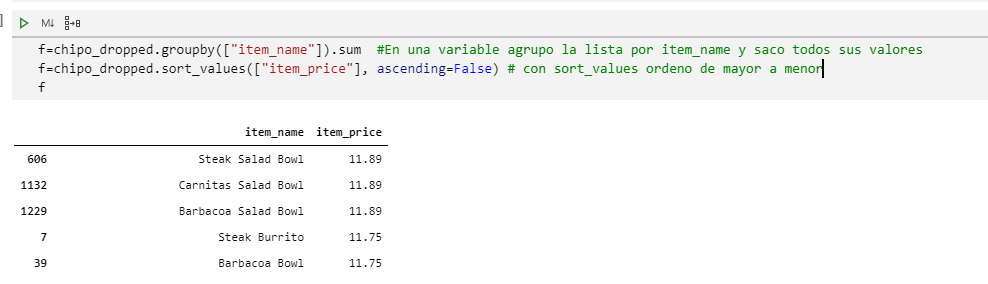 ]
M↓
f=chipo_dropped.groupby(["item_name"]).sum  #En una variable agrupo la lista por item_name y saco todos sus valores
f=chipo_dropped.sort_values(["item_price"], ascending=False) # con sort_values ordeno de mayor a menor
f
item_name item_price
606 Steak Salad Bowl 11.89
1132 Carnitas Salad Bowl 11.89
1229 Barbacoa Salad Bowl 11.89
7 Steak Burrito 11.75
39 Barbacoa Bowl 11.75